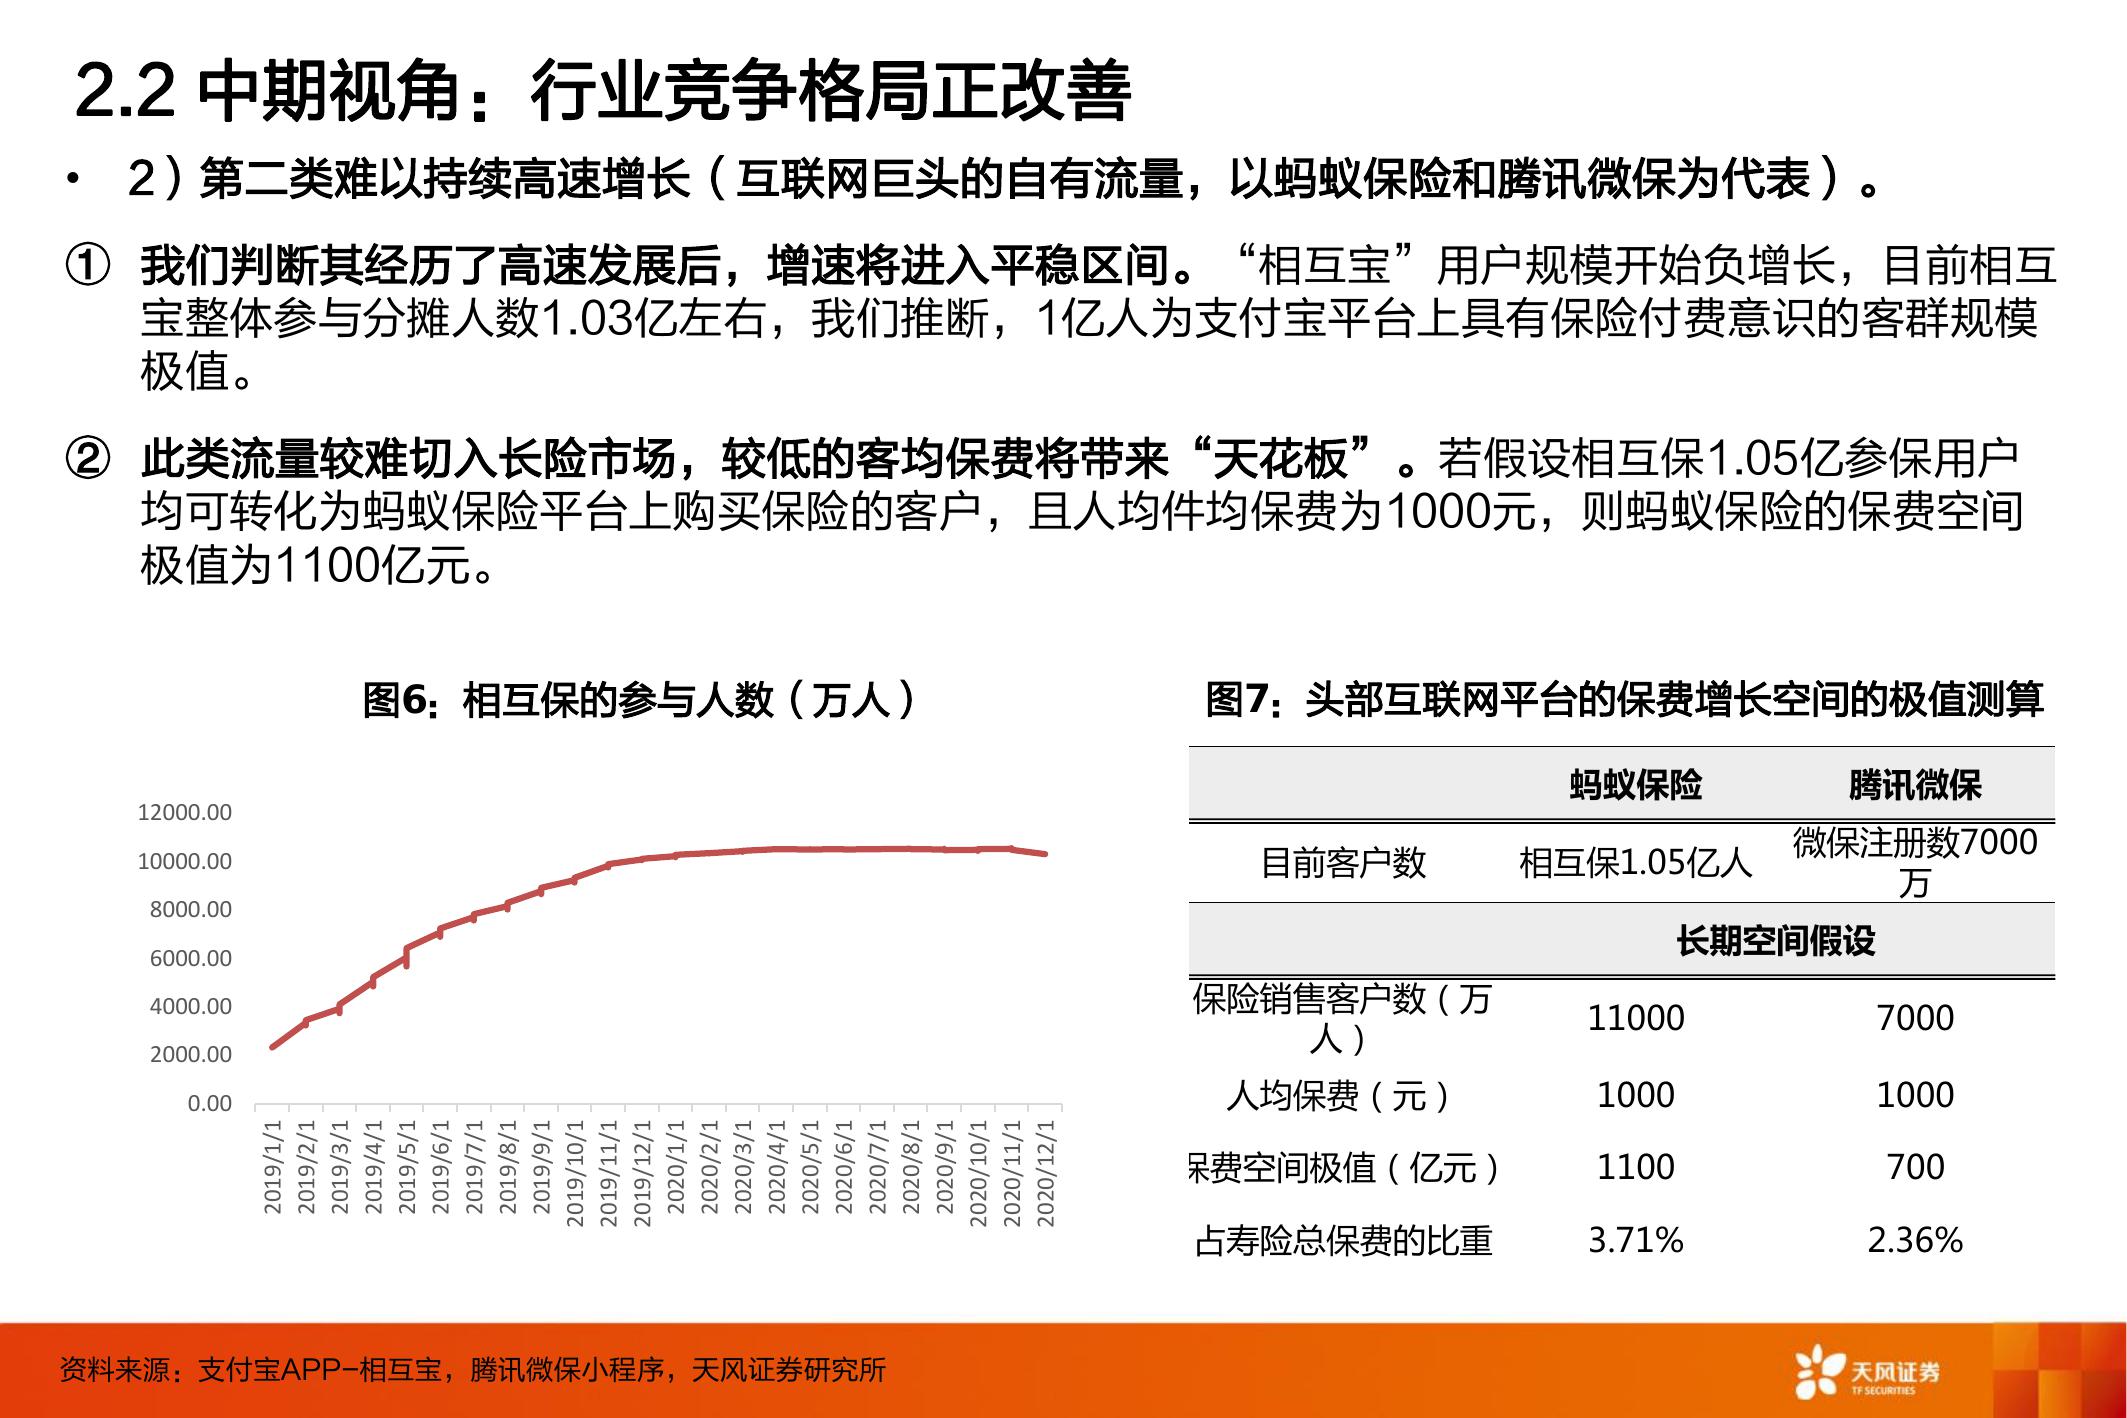 2.2 中期视角：行业竞争格局正改善
• 2）第二类难以持续高速增长（互联网巨头的自有流量，以蚂蚁保险和腾讯微保为代表）。
① 我们判断其经历了高速发展后，增速将进入平稳区间。“相互宝”用户规模开始负增长，目前相互
宝整体参与分摊人数1.03亿左右，我们推断，1亿人为支付宝平台上具有保险付费意识的客群规模
极值。
② 此类流量较难切入长险市场，较低的客均保费将带来“天花板”。若假设相互保1.05亿参保用户
均可转化为蚂蚁保险平台上购买保险的客户，且人均件均保费为1000元，则蚂蚁保险的保费空间
极值为1100亿元。
图6：相互保的参与人数（万人）
12000.00
10000.00
8000.00
6000.00
4000.00
2000.00
0.00
2019/1/1
2019/2/1
2019/3/1
2019/4/1
2019/5/1
2019/6/1
2019/7/1
2019/8/1
2019/9/1
2019/10/1
2019/11/1
2019/12/1
2020/1/1
2020/2/1
2020/3/1
2020/4/1
2020/5/1
2020/6/1
2020/7/1
2020/8/1
2020/9/1
2020/10/1
2020/11/1
2020/12/1
图7：头部互联网平台的保费增长空间的极值测算
蚂蚁保险 腾讯微保
目前客户数 相互保1.05亿人 微保注册数7000
万
长期空间假设
保险销售客户数（万
人） 11000 7000
人均保费（元） 1000 1000
保费空间极值（亿元） 1100 700
占寿险总保费的比重 3.71% 2.36%
资料来源：支付宝APP-相互宝，腾讯微保小程序，天风证券研究所
天风证券
TF SECURITIES